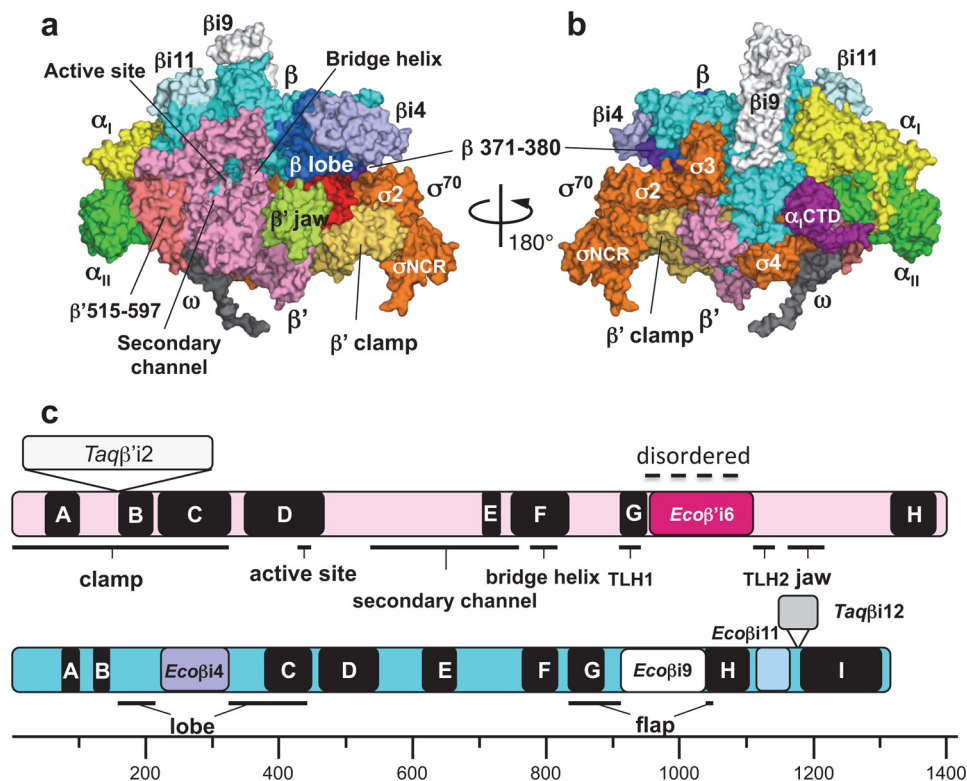 a
b
βi9
βi11
β
Bridge helix
Active site
βi4
αI
β lobe
β 371-380
σ2
σ70
β' jaw
σNCR
αII
β'515-597
ω
β'
β' clamp
Secondary
channel
180°
β
βi11
βi4
βi9
αI
σ3
σ70
σ2
αICTD
σNCR
σ4
αII
β'
ω
β' clamp
c
Taqβ'i2
disordered
A B C D E F G Ecoβ'i6 H
clamp
active site
secondary channel
bridge helix
TLH1
TLH2
jaw
Ecoβi11
Taqβi12
A B Ecoβi4 C D E F G Ecoβi9 H I
lobe
flap
200 400 600 800 1000 1200 1400